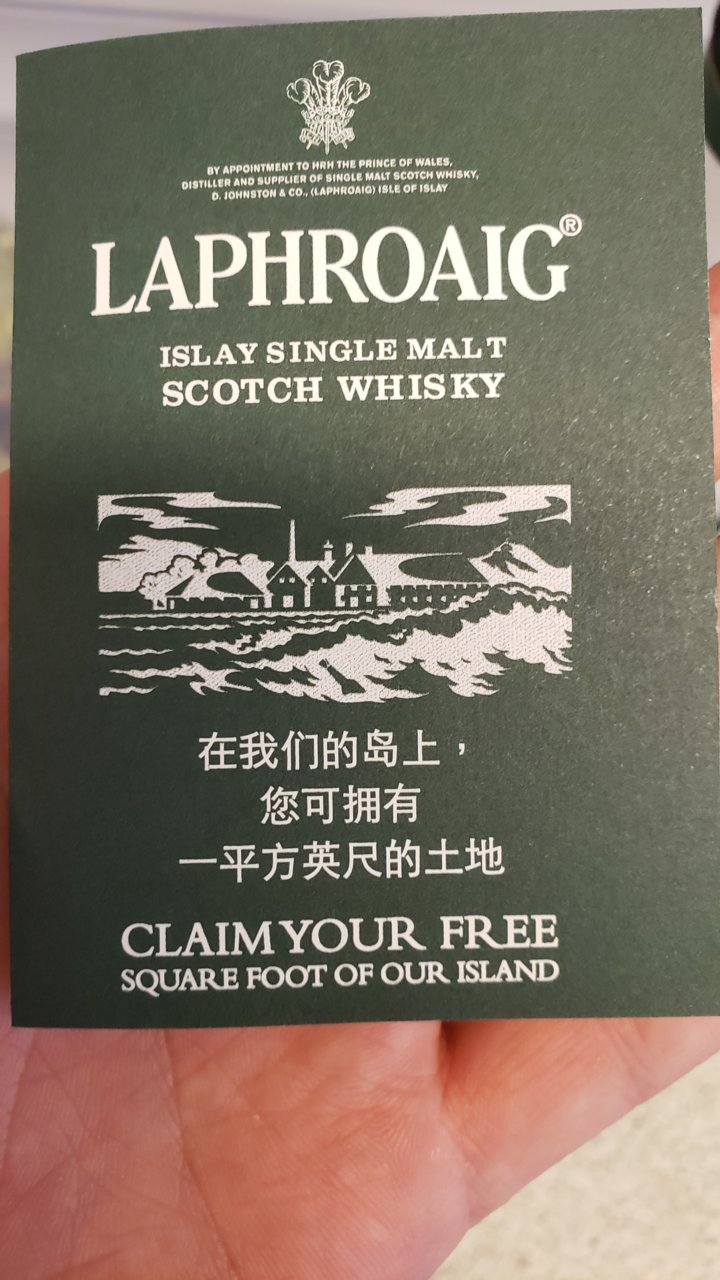 BY APPOINTMENT TO HRH THE PRINCE OF WALES,
DISTILLER AND SUPPLIER OF SINGLE MALT SCOTCH WHISKY,
D. JOHNSTON & CO., (LAPHROAIG) ISLE OF ISLAY
LAPHROAIG®
ISLAY SINGLE MALT
SCOTCH WHISKY
在我们的岛上，
您可拥有
一平方英尺的土地
CLAIM YOUR FREE
SQUARE FOOT OF OUR ISLAND